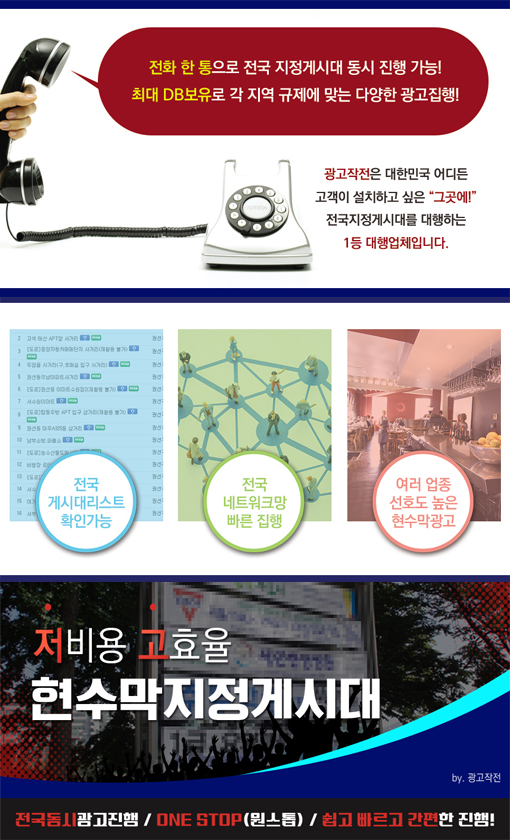 전화 한 통으로 전국 지정게시대 동시 진행 가능!
최대 DB보유로 각 지역 규제에 맞는 다양한 광고집행!
광고작전은 대한민국 어디든
고객이 설치하고 싶은 “그곳에!”
전국지정게시대를 대행하는
1등 대행업체입니다.
전국
게시대리스트
확인가능
전국
네트워크망
빠른 집행
여러 업종
선호도 높은
현수막광고
저비용 고효율
현수막지정게시대
by. 광고작전
전국동시광고진행 / ONE STOP(원스톱) / 쉽고 빠르고 간편한 진행!